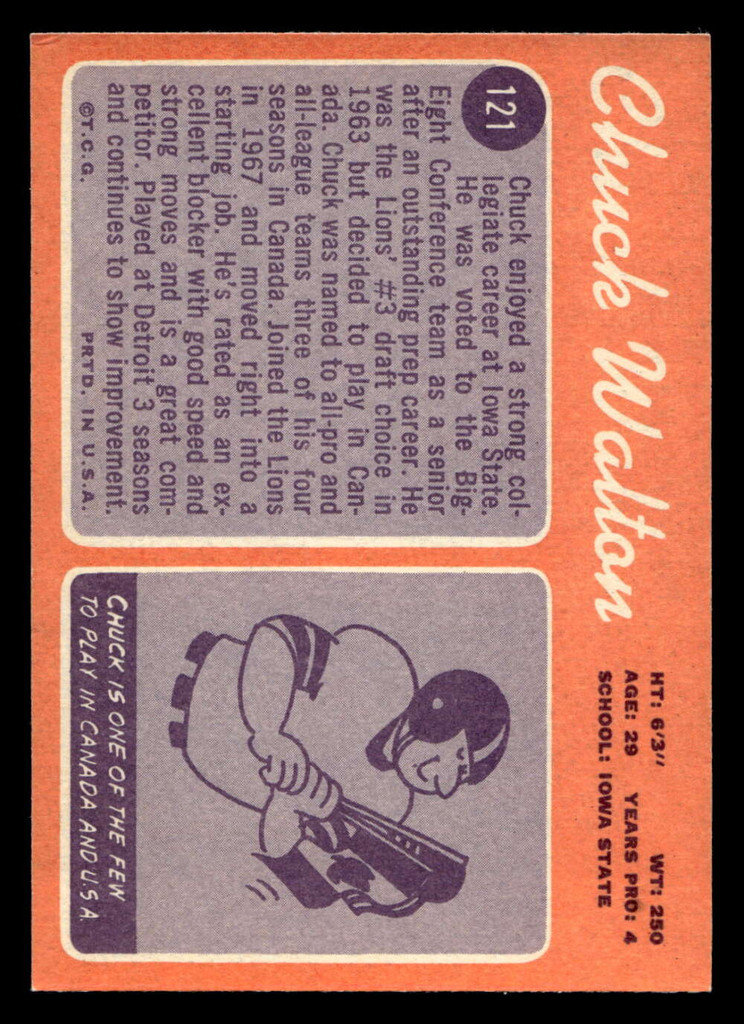 Chuck Walton
HT: 6'3" WT: 250
AGE: 29 YEARS PRO: 4
SCHOOL: IOWA STATE
121
Chuck enjoyed a strong col-
legiate career at Iowa State.
He was voted to the Big-
Eight Conference team as a senior
after an outstanding prep career. He
was the Lions' #3 draft choice in
1963 but decided to play in Can-
ada. Chuck was named to all-pro and
all-league teams three of his four
seasons in Canada. Joined the Lions
in 1967 and moved right into a
starting job. He's rated as an ex-
cellent blocker with good speed and
strong moves and is a great com-
petitor. Played at Detroit 3 seasons
and continues to show improvement.
©T.C.G. PRTD. IN U.S.A.
CHUCK IS ONE OF THE FEW
TO PLAY IN CANADA AND U.S.A.